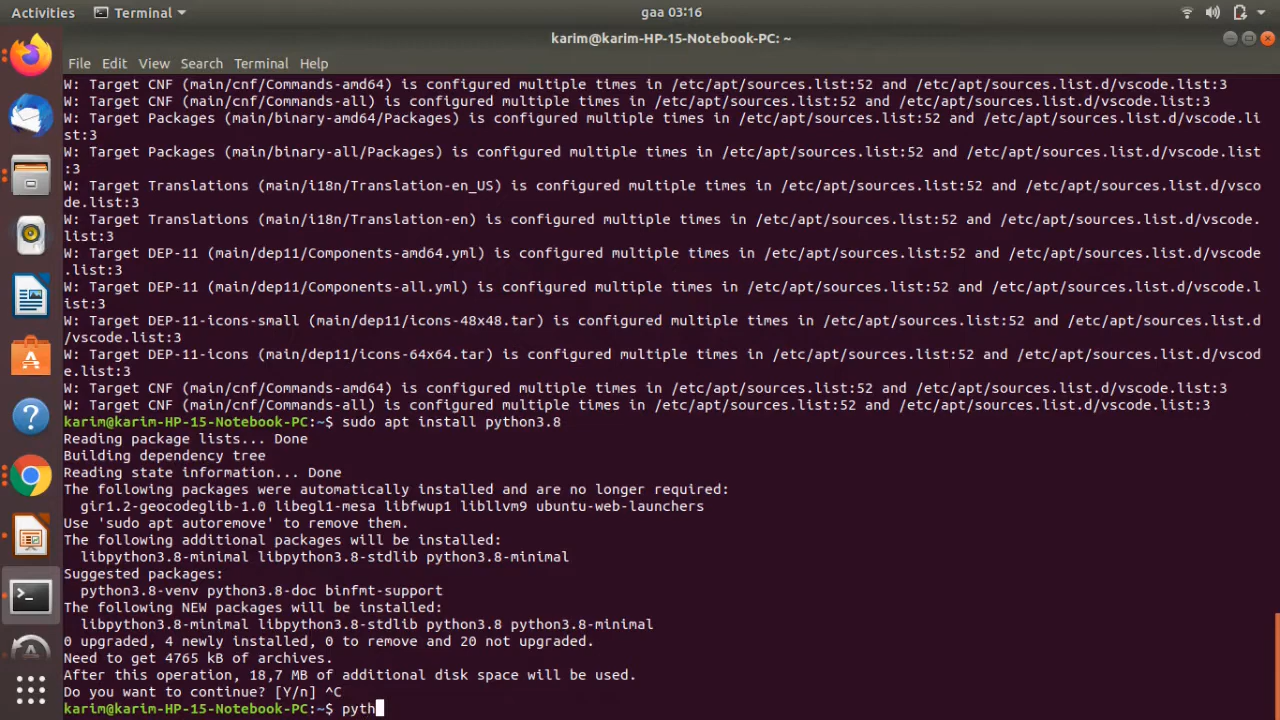 Activities
Terminal
gaa 03:16
karim@karim-HP-15-Notebook-PC: ~
File Edit View Search Terminal Help
W: Target CNF (main/cnf/Commands-amd64) is configured multiple times in /etc/apt/sources.list:52 and /etc/apt/sources.list.d/vscode.list:3
W: Target CNF (main/cnf/Commands-all) is configured multiple times in /etc/apt/sources.list:52 and /etc/apt/sources.list.d/vscode.list:3
W: Target Packages (main/binary-amd64/Packages) is configured multiple times in /etc/apt/sources.list:52 and /etc/apt/sources.list.d/vscode.li
st:3
W: Target Packages (main/binary-all/Packages) is configured multiple times in /etc/apt/sources.list:52 and /etc/apt/sources.list.d/vscode.list
:3
W: Target Translations (main/i18n/Translation-en_US) is configured multiple times in /etc/apt/sources.list:52 and /etc/apt/sources.list.d/vsco
de.list:3
W: Target Translations (main/i18n/Translation-en) is configured multiple times in /etc/apt/sources.list:52 and /etc/apt/sources.list.d/vscode.
list:3
W: Target DEP-11 (main/dep11/Components-amd64.yml) is configured multiple times in /etc/apt/sources.list:52 and /etc/apt/sources.list.d/vscode
.list:3
W: Target DEP-11 (main/dep11/Components-all.yml) is configured multiple times in /etc/apt/sources.list:52 and /etc/apt/sources.list.d/vscode.l
ist:3
W: Target DEP-11-icons-small (main/dep11/icons-48x48.tar) is configured multiple times in /etc/apt/sources.list:52 and /etc/apt/sources.list.d
/vscode.list:3
W: Target DEP-11-icons (main/dep11/icons-64x64.tar) is configured multiple times in /etc/apt/sources.list:52 and /etc/apt/sources.list.d/vscod
e.list:3
W: Target CNF (main/cnf/Commands-amd64) is configured multiple times in /etc/apt/sources.list:52 and /etc/apt/sources.list.d/vscode.list:3
W: Target CNF (main/cnf/Commands-all) is configured multiple times in /etc/apt/sources.list:52 and /etc/apt/sources.list.d/vscode.list:3
karim@karim-HP-15-Notebook-PC:~$ sudo apt install python3.8
Reading package lists... Done
Building dependency tree
Reading state information... Done
The following packages were automatically installed and are no longer required:
gir1.2-geocodeglib-1.0 libegl1-mesa libfwup1 libllvm9 ubuntu-web-launchers
Use 'sudo apt autoremove' to remove them.
The following additional packages will be installed:
libpython3.8-minimal libpython3.8-stdlib python3.8-minimal
Suggested packages:
python3.8-venv python3.8-doc binfmt-support
The following NEW packages will be installed:
libpython3.8-minimal libpython3.8-stdlib python3.8 python3.8-minimal
0 upgraded, 4 newly installed, 0 to remove and 20 not upgraded.
Need to get 4765 kB of archives.
After this operation, 18,7 MB of additional disk space will be used.
Do you want to continue? [Y/n] ^C
karim@karim-HP-15-Notebook-PC:~$ pyth